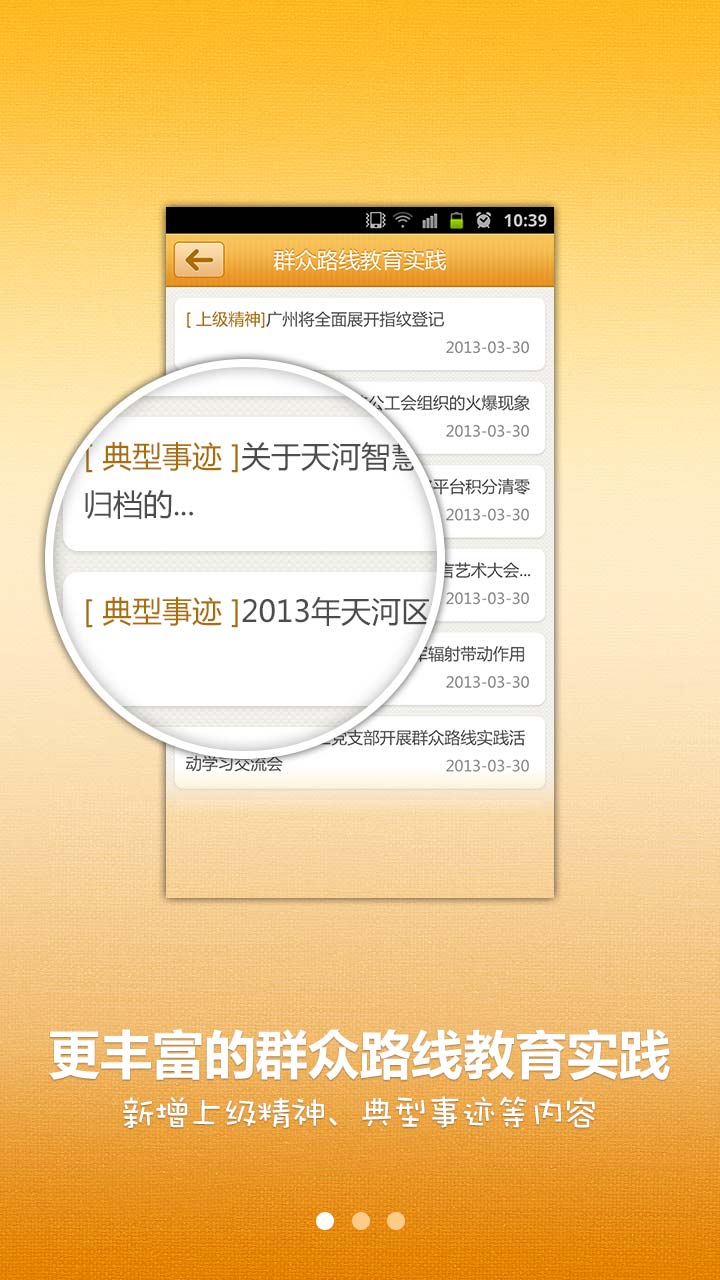 10:39
群众路线教育实践
[ 上级精神]广州将全面展开指纹登记
2013-03-30
公工会组织的火爆现象
2013-03-30
[ 典型事迹 ]关于天河智慧
归档的...
平台积分清零
2013-03-30
言艺术大会...
2013-03-30
[ 典型事迹 ]2013年天河区
辐射带动作用
2013-03-30
党支部开展群众路线实践活
动学习交流会
2013-03-30
更丰富的群众路线教育实践
新增上级精神、典型事迹等内容